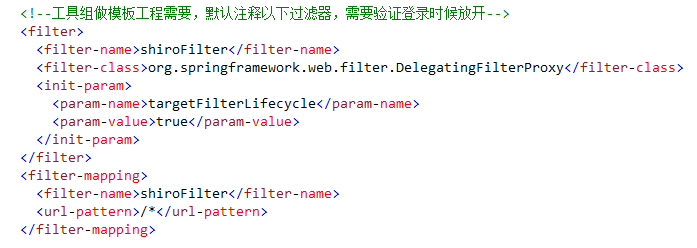 <!--工具组做模板工程需要，默认注释以下过滤器，需要验证登录时候放开-->
<filter>
<filter-name>shiroFilter</filter-name>
<filter-class>org.springframework.web.filter.DelegatingFilterProxy</filter-class>
<init-param>
<param-name>targetFilterLifecycle</param-name>
<param-value>true</param-value>
</init-param>
</filter>
<filter-mapping>
<filter-name>shiroFilter</filter-name>
<url-pattern>/*</url-pattern>
</filter-mapping>